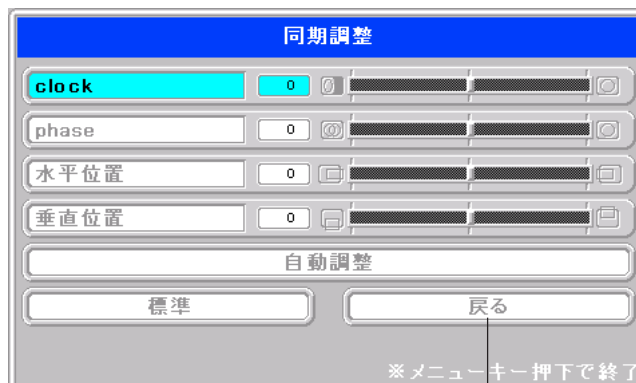 同期調整
clock 0
phase 0
水平位置 0
垂直位置 0
自動調整
標準 戻る
※メニューキー押下で終了